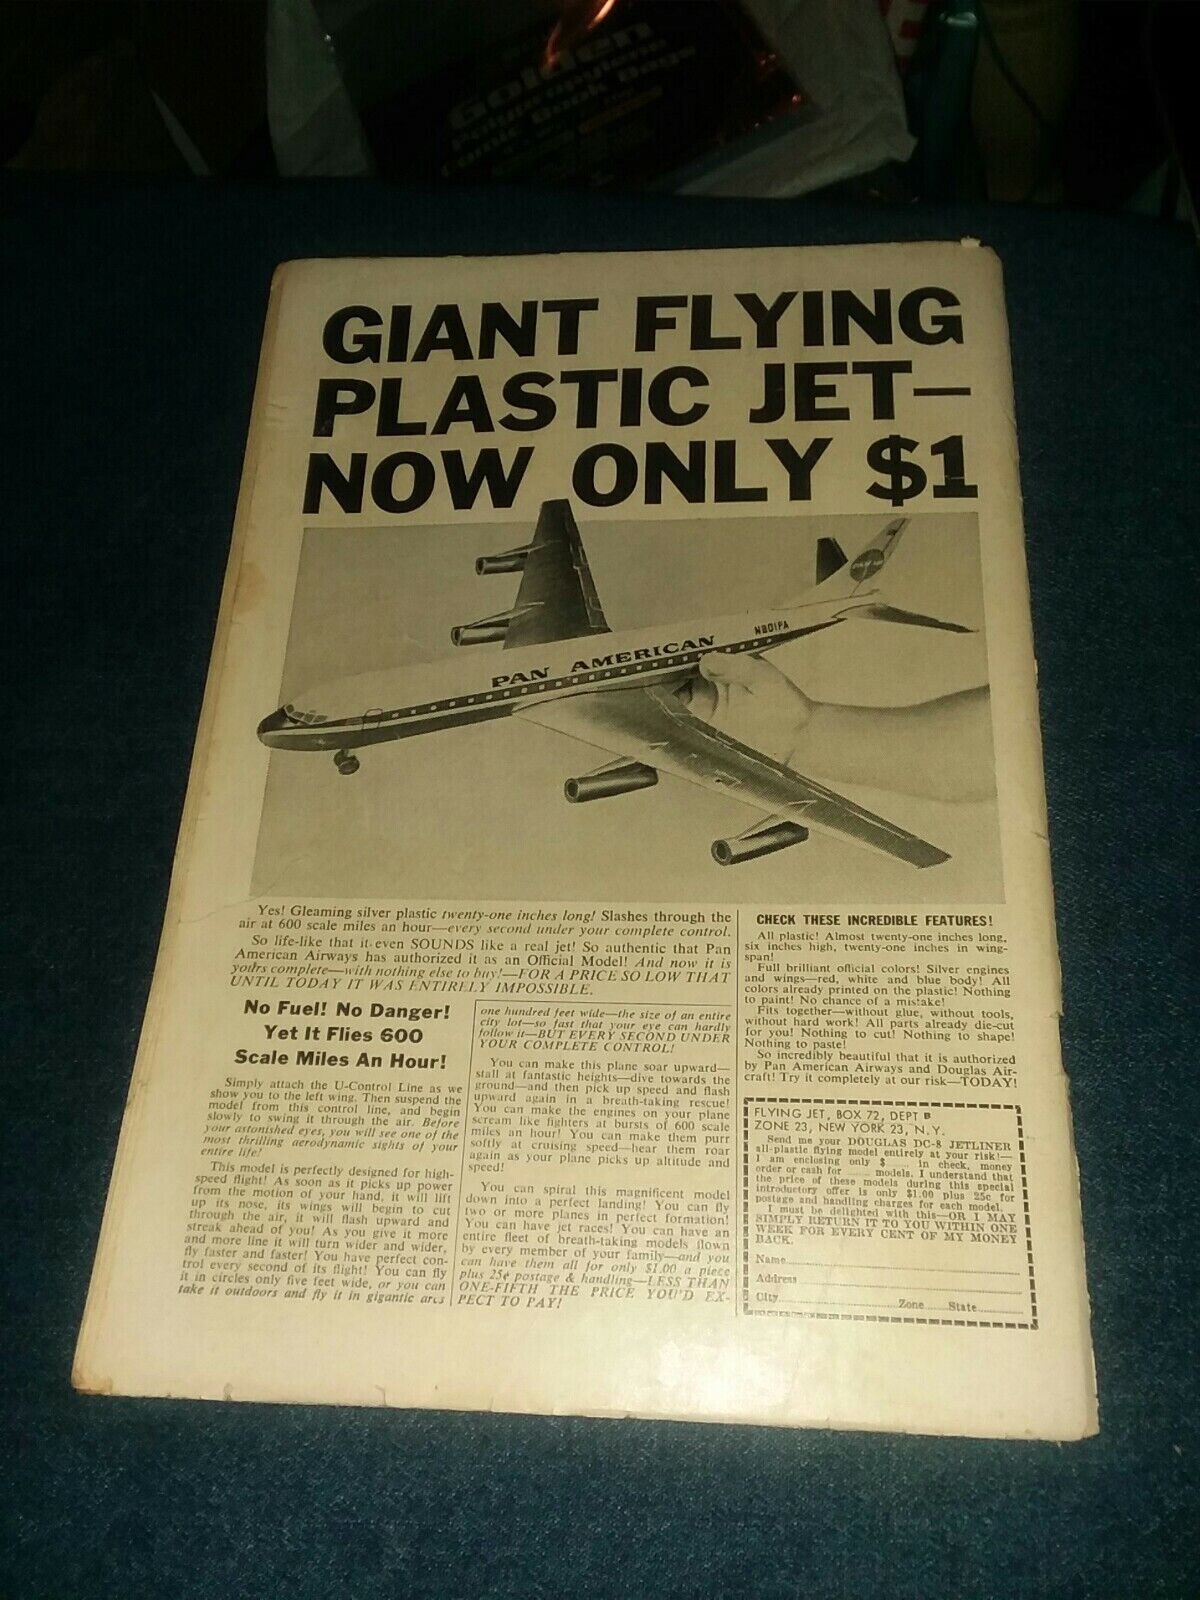 Golden
Polypropylene
Comic Book Bags
GIANT FLYING
PLASTIC JET—
NOW ONLY $1
PAN AMERICAN
N801PA
PAN AM
Yes! Gleaming silver plastic twenty-one inches long! Slashes through the
air at 600 scale miles an hour—every second under your complete control.
So life-like that it even SOUNDS like a real jet! So authentic that Pan
American Airways has authorized it as an Official Model! And now it is
yours complete—with nothing else to buy!—FOR A PRICE SO LOW THAT
UNTIL TODAY IT WAS ENTIRELY IMPOSSIBLE.
No Fuel! No Danger!
Yet It Flies 600
Scale Miles An Hour!
Simply attach the U-Control Line as we
show you to the left wing. Then suspend the
model from this control line, and begin
slowly to swing it through the air. Before
your astonished eyes, you will see one of the
most thrilling aerodynamic sights of your
entire life!
This model is perfectly designed for high-
speed flight! As soon as it picks up power
from the motion of your hand, it will lift
up its nose, its wings will begin to cut
through the air, it will flash upward and
streak ahead of you! As you give it more
and more line it will turn wider and wider,
fly faster and faster! You have perfect con-
trol every second of its flight! You can fly
it in circles only five feet wide, or you can
take it outdoors and fly it in gigantic arcs
one hundred feet wide—the size of an entire
city lot—so fast that your eye can hardly
follow it—BUT EVERY SECOND UNDER
YOUR COMPLETE CONTROL!
You can make this plane soar upward—
stall at fantastic heights—dive towards the
ground—and then pick up speed and flash
upward again in a breath-taking rescue!
You can make the engines on your plane
scream like fighters at bursts of 600 scale
miles an hour! You can make them purr
softly at cruising speed—hear them roar
again as your plane picks up altitude and
speed!
You can spiral this magnificent model
down into a perfect landing! You can fly
two or more planes in perfect formation!
You can have jet races! You can have an
entire fleet of breath-taking models flown
by every member of your family—and you
can have them all for only $1.00 a piece
plus 25¢ postage & handling—LESS THAN
ONE-FIFTH THE PRICE YOU'D EX-
PECT TO PAY!
CHECK THESE INCREDIBLE FEATURES!
All plastic! Almost twenty-one inches long,
six inches high, twenty-one inches in wing-
span!
Full brilliant official colors! Silver engines
and wings—red, white and blue body! All
colors already printed on the plastic! Nothing
to paint! No chance of a mistake!
Fits together—without glue, without tools,
without hard work! All parts already die-cut
for you! Nothing to cut! Nothing to shape!
Nothing to paste!
So incredibly beautiful that it is authorized
by Pan American Airways and Douglas Air-
craft! Try it completely at our risk—TODAY!
FLYING JET, BOX 72, DEPT B
ZONE 23, NEW YORK 23, N.Y.
Send me your DOUGLAS DC-8 JETLINER
all-plastic flying model entirely at your risk!—
I am enclosing only $ ...... in check, money
order or cash for ...... models. I understand that
the price of these models during this special
introductory offer is only $1.00 plus 25c for
postage and handling charges for each model.
I must be delighted with this—OR I MAY
SIMPLY RETURN IT TO YOU WITHIN ONE
WEEK FOR EVERY CENT OF MY MONEY
BACK.
Name
Address
City Zone State